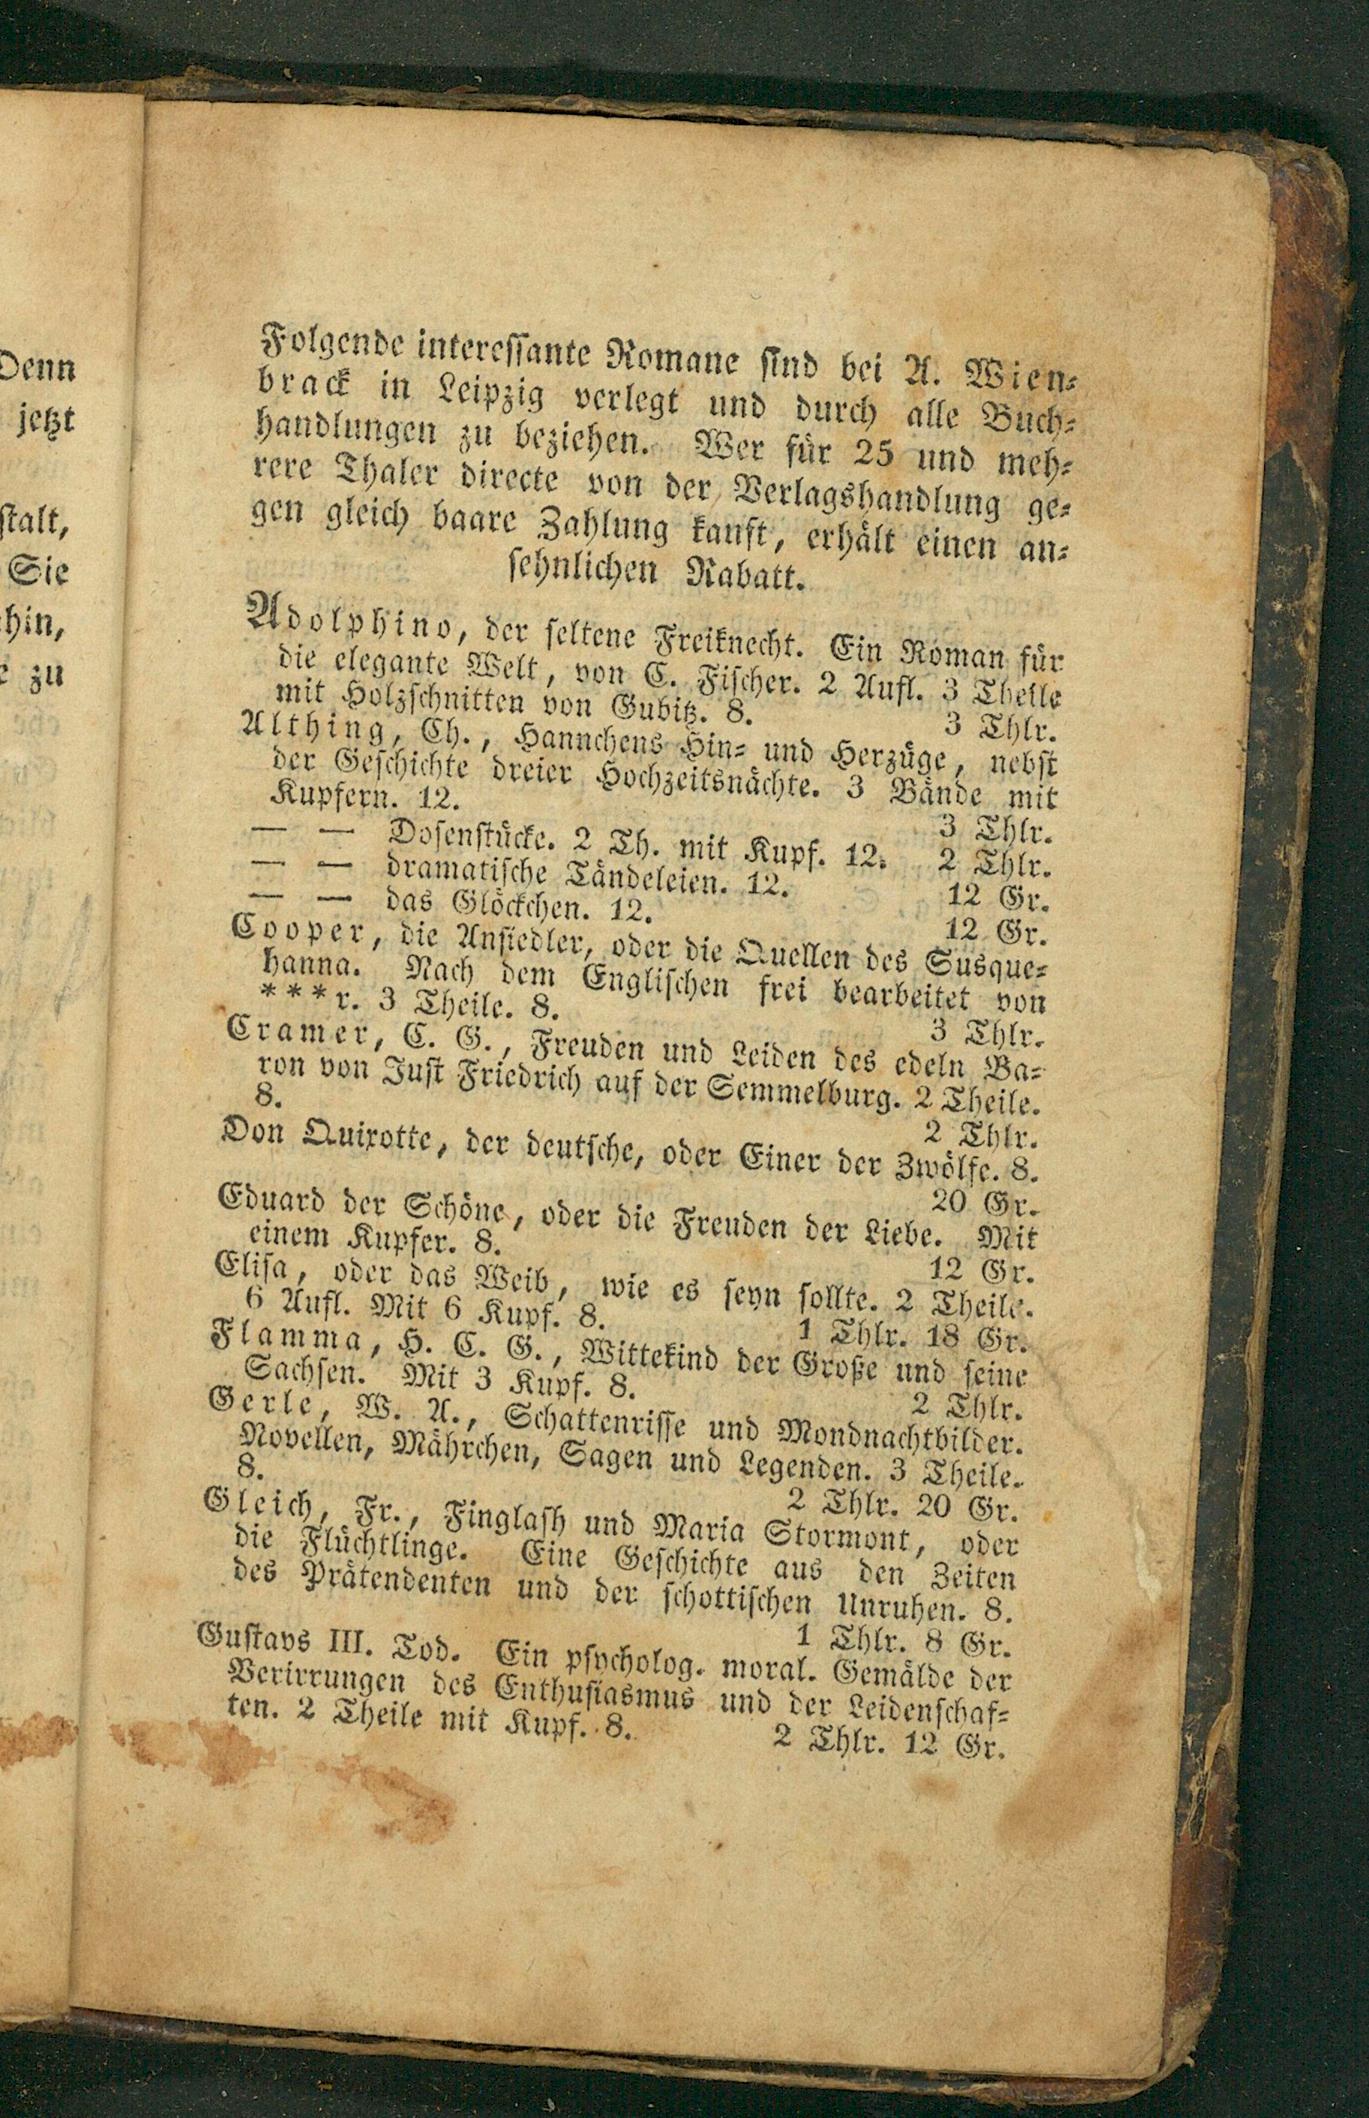 Denn
jetzt
stalt,
Sie
hin,
zu
Folgende interessante Romane sind bei A. Wien-
brack in Leipzig verlegt und durch alle Buch-
handlungen zu beziehen. Wer für 25 und meh-
rere Thaler directe von der Verlagshandlung ge-
gen gleich baare Zahlung kauft, erhält einen an-
sehnlichen Rabatt.
Adolphino, der seltene Freiknecht. Ein Roman für
die elegante Welt, von C. Fischer. 2 Aufl. 3 Theile
mit Holzschnitten von Gubitz. 8. 3 Thlr.
Althing, Ch., Hannchens Hin- und Herzüge, nebst
der Geschichte dreier Hochzeitsnächte. 3 Bände mit
Kupfern. 12. 3 Thlr.
— — Dosenstücke. 2 Th. mit Kupf. 12. 2 Thlr.
— — dramatische Tändeleien. 12. 12 Gr.
— — das Glöckchen. 12. 12 Gr.
Cooper, die Ansiedler, oder die Quellen des Susque-
hanna. Nach dem Englischen frei bearbeitet von
***r. 3 Theile. 8. 3 Thlr.
Cramer, C. G., Freuden und Leiden des edeln Ba-
ron von Just Friedrich auf der Semmelburg. 2 Theile.
8. 2 Thlr.
Don Quixotte, der deutsche, oder Einer der Zwölfe. 8.
20 Gr.
Eduard der Schöne, oder die Freuden der Liebe. Mit
einem Kupfer. 8. 12 Gr.
Elisa, oder das Weib, wie es seyn sollte. 2 Theile.
6 Aufl. Mit 6 Kupf. 8. 1 Thlr. 18 Gr.
Flamma, H. C. G., Wittekind der Große und seine
Sachsen. Mit 3 Kupf. 8. 2 Thlr.
Gerle, W. A., Schattenrisse und Mondnachtbilder.
Novellen, Mährchen, Sagen und Legenden. 3 Theile.
8. 2 Thlr. 20 Gr.
Gleich, Fr., Finglash und Maria Stormont, oder
die Flüchtlinge. Eine Geschichte aus den Zeiten
des Prätendenten und der schottischen Unruhen. 8.
1 Thlr. 8 Gr.
Gustavs III. Tod. Ein psycholog. moral. Gemälde der
Verirrungen des Enthusiasmus und der Leidenschaf-
ten. 2 Theile mit Kupf. 8. 2 Thlr. 12 Gr.